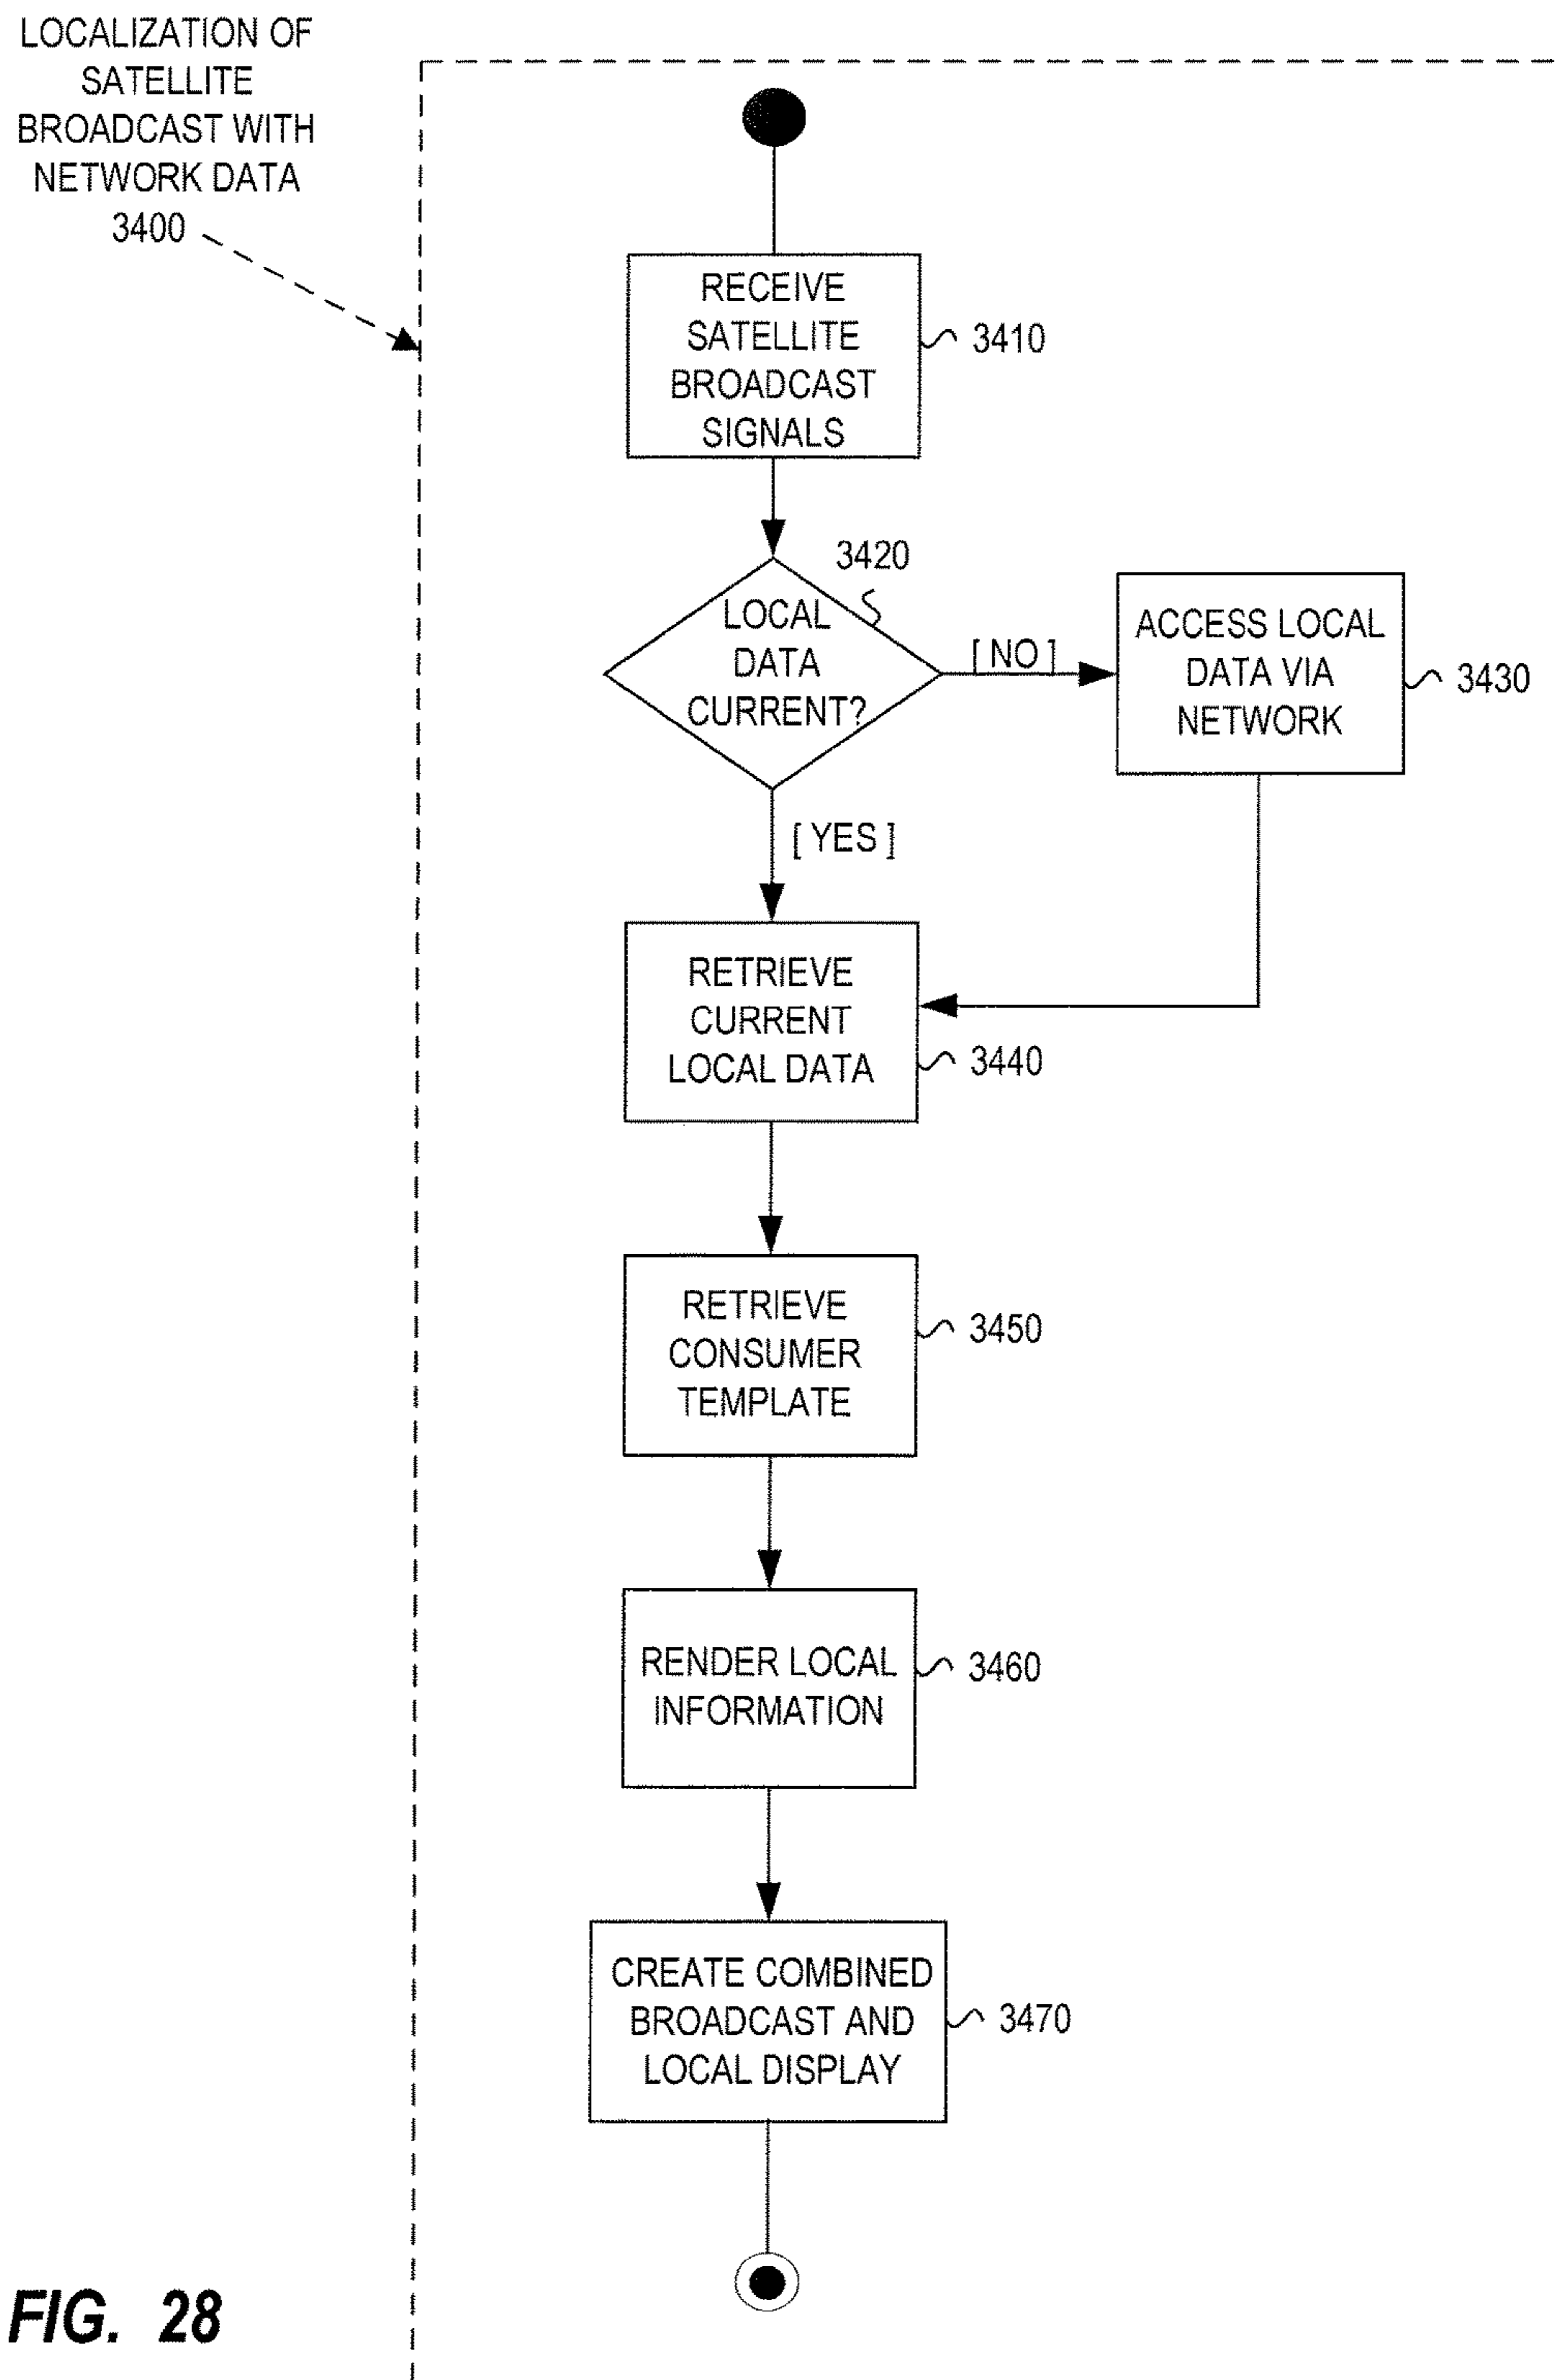 LOCALIZATION OF
SATELLITE
BROADCAST WITH
NETWORK DATA
3400
RECEIVE
SATELLITE
BROADCAST
SIGNALS
3410
3420
LOCAL
DATA
CURRENT?
[ NO ]
ACCESS LOCAL
DATA VIA
NETWORK
3430
[ YES ]
RETRIEVE
CURRENT
LOCAL DATA
3440
RETRIEVE
CONSUMER
TEMPLATE
3450
RENDER LOCAL
INFORMATION
3460
CREATE COMBINED
BROADCAST AND
LOCAL DISPLAY
3470
FIG. 28